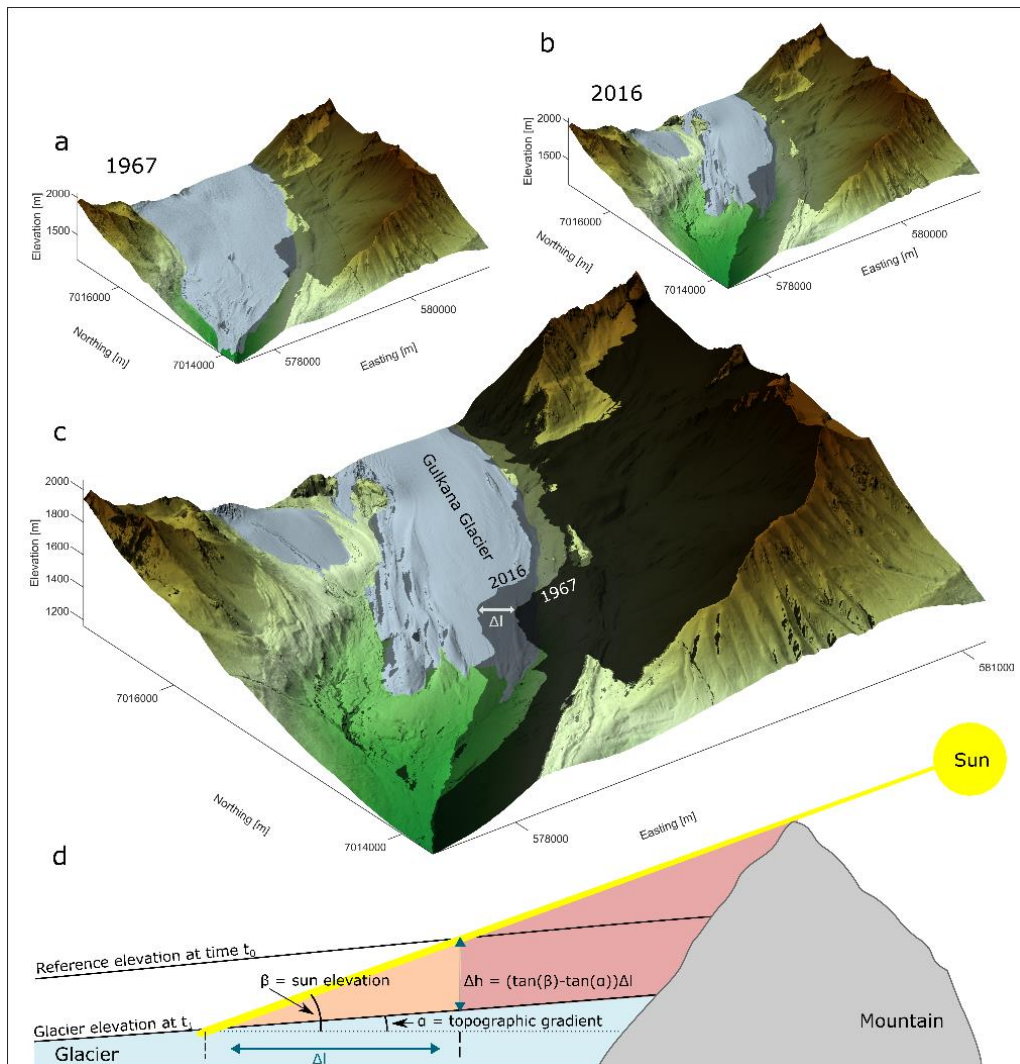 a
1967
Elevation [m]
2000
1500
7016000
Northing [m]
7014000
578000
Easting [m]
580000
b
2016
Elevation [m]
2000
1500
7016000
Northing [m]
7014000
578000
Easting [m]
580000
c
Elevation [m]
2000
1800
1600
1400
1200
Gulkana Glacier
2016
1967
Δl
7016000
Northing [m]
7014000
578000
Easting [m]
581000
d
Sun
Reference elevation at time t0
β = sun elevation
Δh = (tan(β)-tan(α))Δl
Glacier elevation at ti
α = topographic gradient
Mountain
Glacier
Δl